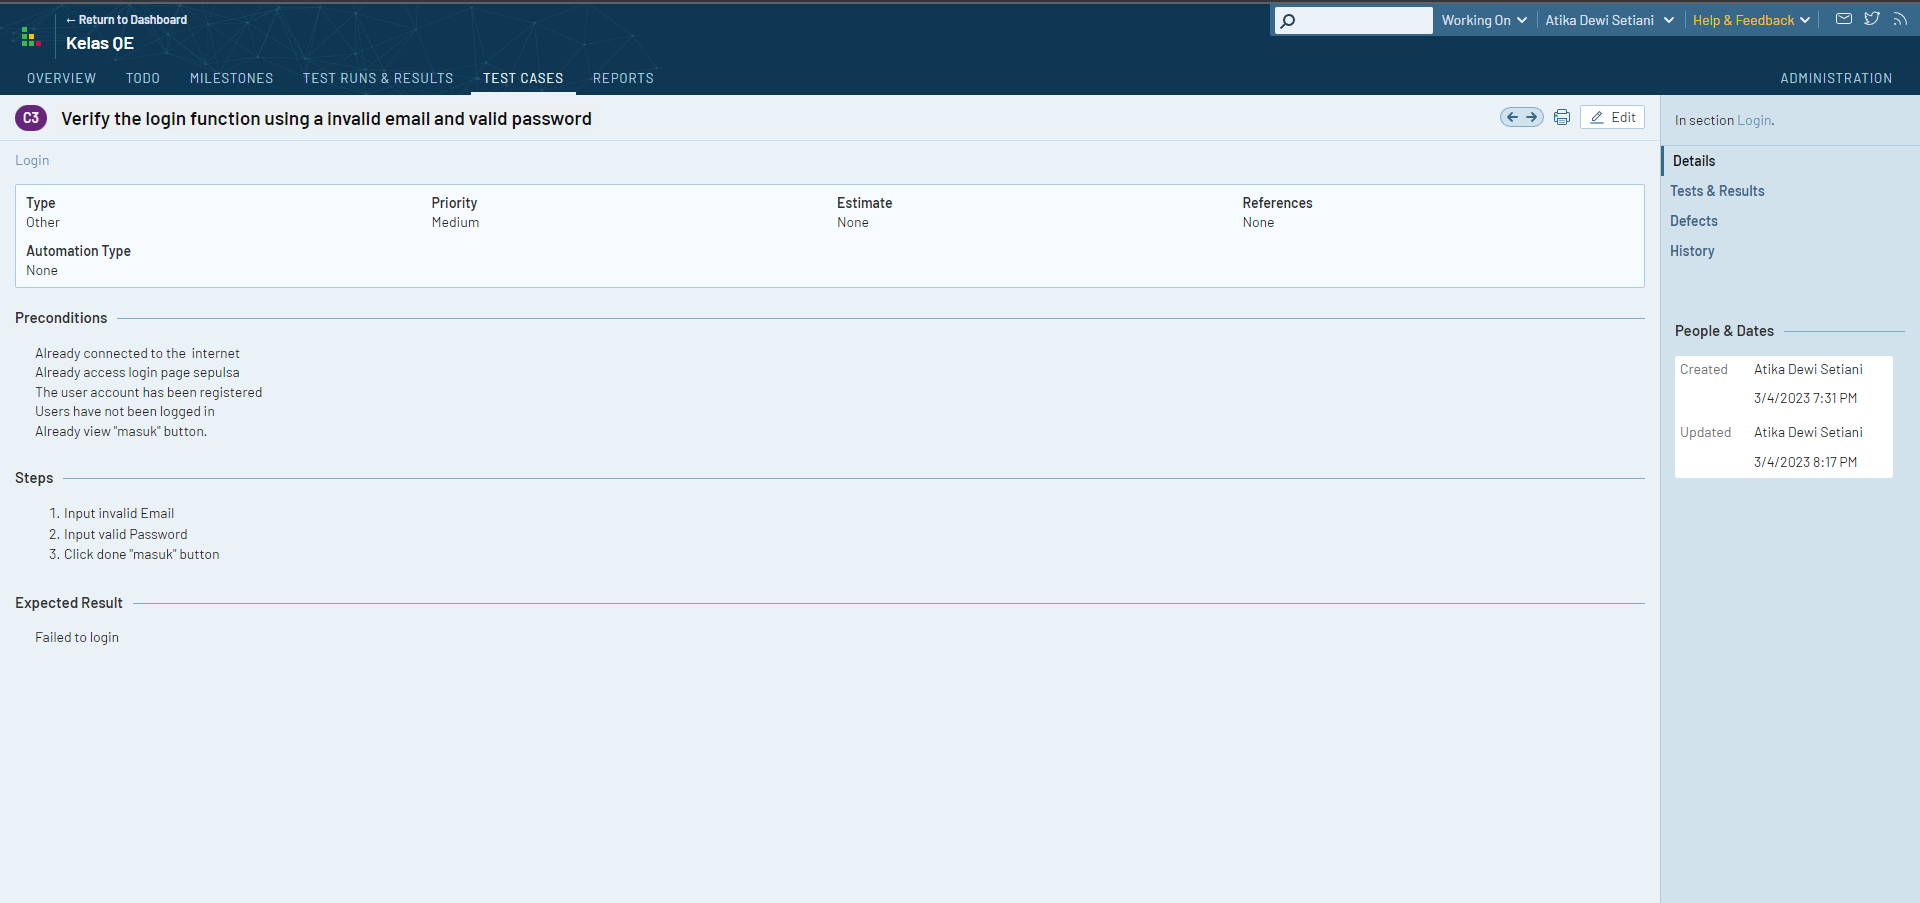 ← Return to Dashboard
Kelas QE
Working On
Atika Dewi Setiani
Help & Feedback
OVERVIEW TODO MILESTONES TEST RUNS & RESULTS TEST CASES REPORTS ADMINISTRATION
C3 Verify the login function using a invalid email and valid password
Edit
In section Login.
Login
Details
Tests & Results
Defects
History
Type Priority Estimate References
Other Medium None None
Automation Type
None
Preconditions
Already connected to the  internet
Already access login page sepulsa
The user account has been registered
Users have not been logged in
Already view "masuk" button.
Steps
1. Input invalid Email
2. Input valid Password
3. Click done "masuk" button
Expected Result
Failed to login
People & Dates
Created Atika Dewi Setiani
3/4/2023 7:31 PM
Updated Atika Dewi Setiani
3/4/2023 8:17 PM